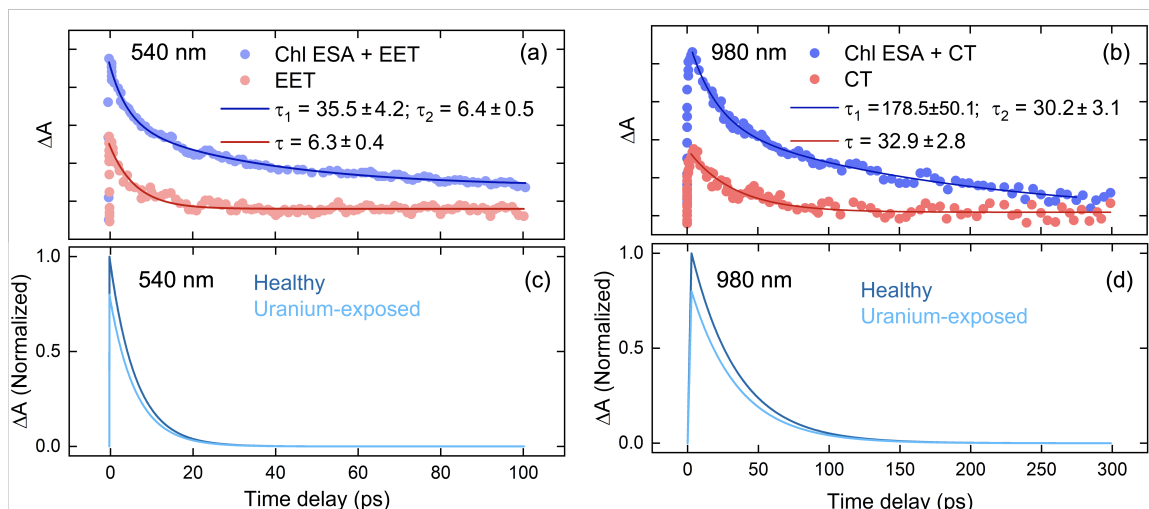 540 nm
(a)
Chl ESA + EET
EET
τ1 = 35.5±4.2; τ2 = 6.4±0.5
τ = 6.3±0.4
ΔA
980 nm
(b)
Chl ESA + CT
CT
τ1 =178.5±50.1; τ2 = 30.2±3.1
τ = 32.9±2.8
ΔA
540 nm
(c)
Healthy
Uranium-exposed
1.0
0.5
0.0
ΔA (Normalized)
0 20 40 60 80 100
Time delay (ps)
980 nm
(d)
Healthy
Uranium-exposed
1.0
0.5
0.0
ΔA (Normalized)
0 50 100 150 200 250 300
Time delay (ps)